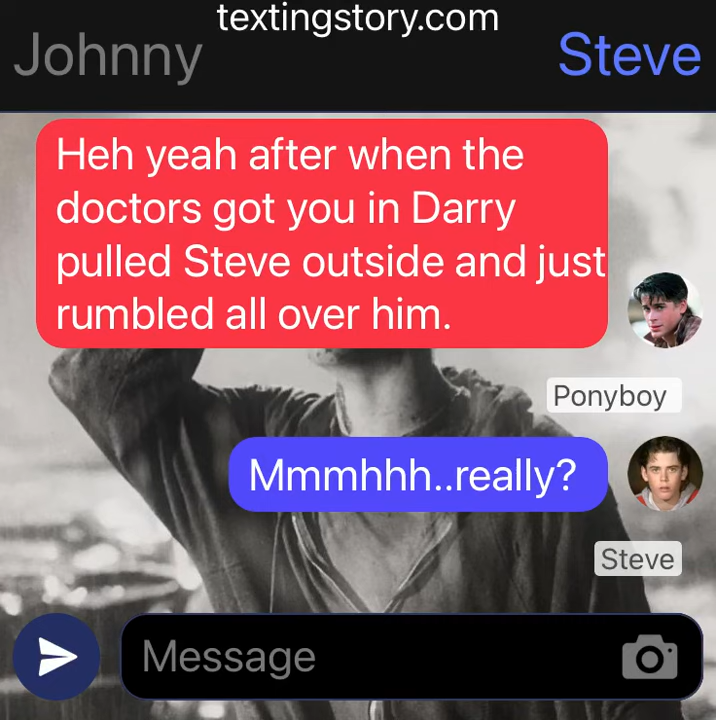 textingstory.com
Johnny
Steve
Heh yeah after when the
doctors got you in Darry
pulled Steve outside and just
rumbled all over him.
Ponyboy
Mmmhhh..really?
Steve
Message